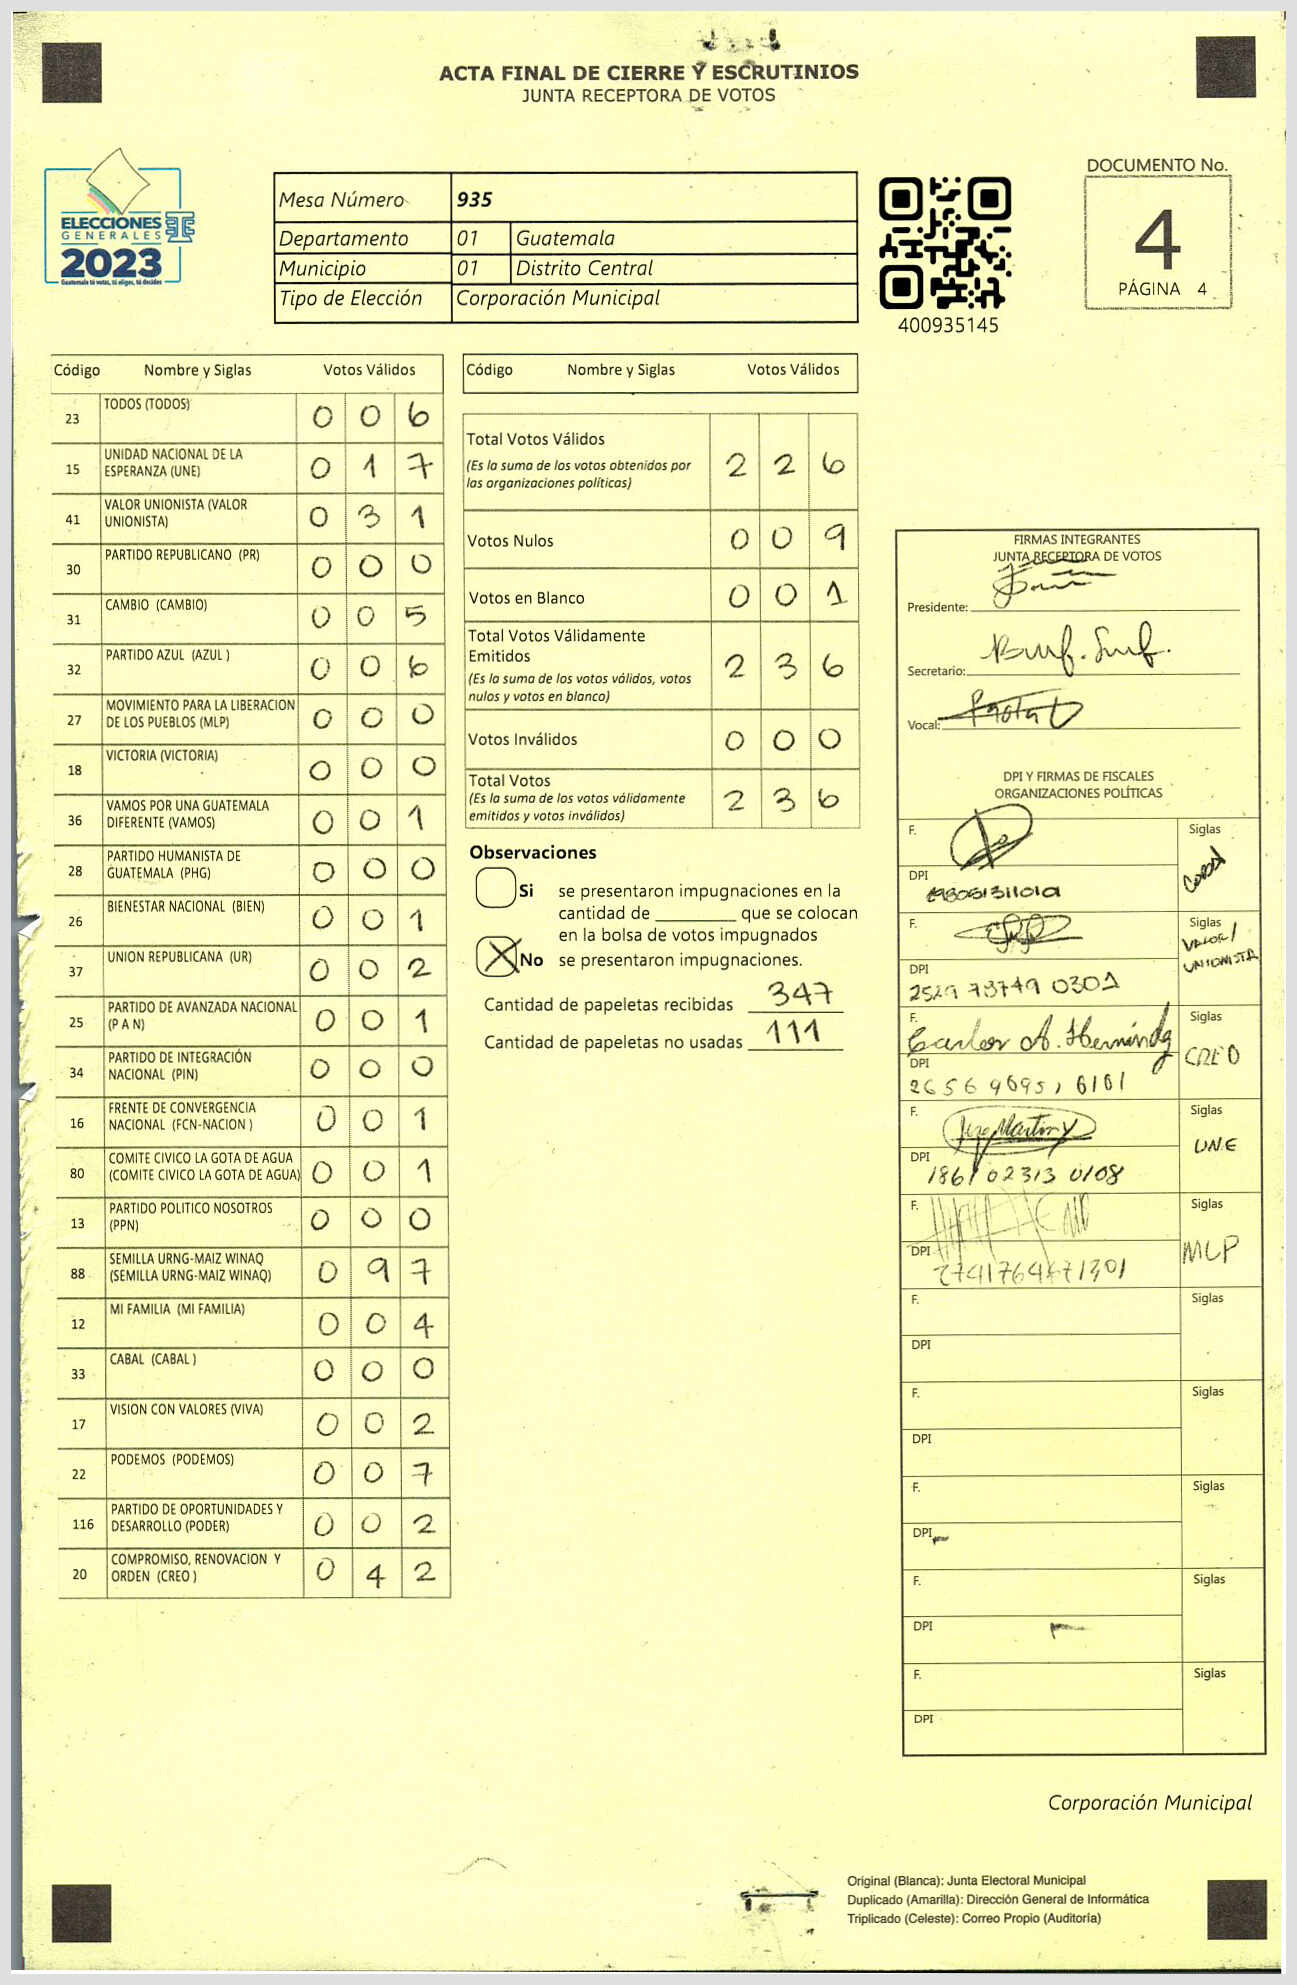 ACTA FINAL DE CIERRE Y ESCRUTINIOS
JUNTA RECEPTORA DE VOTOS
ELECCIONES
GENERALES
2023
Guatemala tú votas, tú eliges, tú decides
Mesa Número 935
Departamento 01 Guatemala
Municipio 01 Distrito Central
Tipo de Elección Corporación Municipal
400935145
DOCUMENTO No.
4
PÁGINA 4
Código Nombre y Siglas Votos Válidos
23 TODOS (TODOS) 0 0 6
15 UNIDAD NACIONAL DE LA
ESPERANZA (UNE) 0 1 7
41 VALOR UNIONISTA (VALOR
UNIONISTA) 0 3 1
30 PARTIDO REPUBLICANO (PR) 0 0 0
31 CAMBIO (CAMBIO) 0 0 5
32 PARTIDO AZUL (AZUL ) 0 0 6
27 MOVIMIENTO PARA LA LIBERACION
DE LOS PUEBLOS (MLP) 0 0 0
18 VICTORIA (VICTORIA) 0 0 0
36 VAMOS POR UNA GUATEMALA
DIFERENTE (VAMOS) 0 0 1
28 PARTIDO HUMANISTA DE
GUATEMALA (PHG) 0 0 0
26 BIENESTAR NACIONAL (BIEN) 0 0 1
37 UNION REPUBLICANA (UR) 0 0 2
25 PARTIDO DE AVANZADA NACIONAL
(P A N) 0 0 1
34 PARTIDO DE INTEGRACIÓN
NACIONAL (PIN) 0 0 0
16 FRENTE DE CONVERGENCIA
NACIONAL (FCN-NACION ) 0 0 1
80 COMITE CIVICO LA GOTA DE AGUA
(COMITE CIVICO LA GOTA DE AGUA) 0 0 1
13 PARTIDO POLITICO NOSOTROS
(PPN) 0 0 0
88 SEMILLA URNG-MAIZ WINAQ
(SEMILLA URNG-MAIZ WINAQ) 0 9 7
12 MI FAMILIA (MI FAMILIA) 0 0 4
33 CABAL (CABAL ) 0 0 0
17 VISION CON VALORES (VIVA) 0 0 2
22 PODEMOS (PODEMOS) 0 0 7
116 PARTIDO DE OPORTUNIDADES Y
DESARROLLO (PODER) 0 0 2
20 COMPROMISO, RENOVACION Y
ORDEN (CREO ) 0 4 2
Código Nombre y Siglas Votos Válidos
Total Votos Válidos
(Es la suma de los votos obtenidos por
las organizaciones políticas) 2 2 6
Votos Nulos 0 0 9
Votos en Blanco 0 0 1
Total Votos Válidamente
Emitidos
(Es la suma de los votos válidos, votos
nulos y votos en blanco) 2 3 6
Votos Inválidos 0 0 0
Total Votos
(Es la suma de los votos válidamente
emitidos y votos inválidos) 2 3 6
Observaciones
Si se presentaron impugnaciones en la
cantidad de ________ que se colocan
en la bolsa de votos impugnados
X No se presentaron impugnaciones.
Cantidad de papeletas recibidas 347
Cantidad de papeletas no usadas 111
FIRMAS INTEGRANTES
JUNTA RECEPTORA DE VOTOS
Presidente:
Secretario:
Vocal:
DPI Y FIRMAS DE FISCALES
ORGANIZACIONES POLÍTICAS
F. Siglas
DPI
F. Siglas
VALOR/
UNIONISTA
DPI
2529 73749 0301
F. Siglas
Carlos A. Hernández
CREO
DPI
F. Siglas
UNE
DPI
F. Siglas
MLP
DPI
F. Siglas
DPI
F. Siglas
DPI
F. Siglas
DPI
F. Siglas
DPI
F. Siglas
DPI
Corporación Municipal
Original (Blanca): Junta Electoral Municipal
Duplicado (Amarilla): Dirección General de Informática
Triplicado (Celeste): Correo Propio (Auditoría)